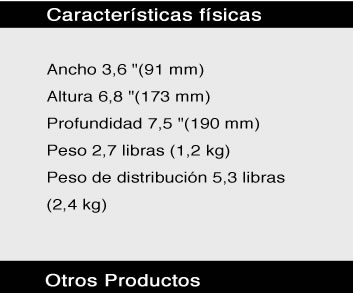 Características físicas
Ancho 3,6 "(91 mm)
Altura 6,8 "(173 mm)
Profundidad 7,5 "(190 mm)
Peso 2,7 libras (1,2 kg)
Peso de distribución 5,3 libras
(2,4 kg)
Otros Productos